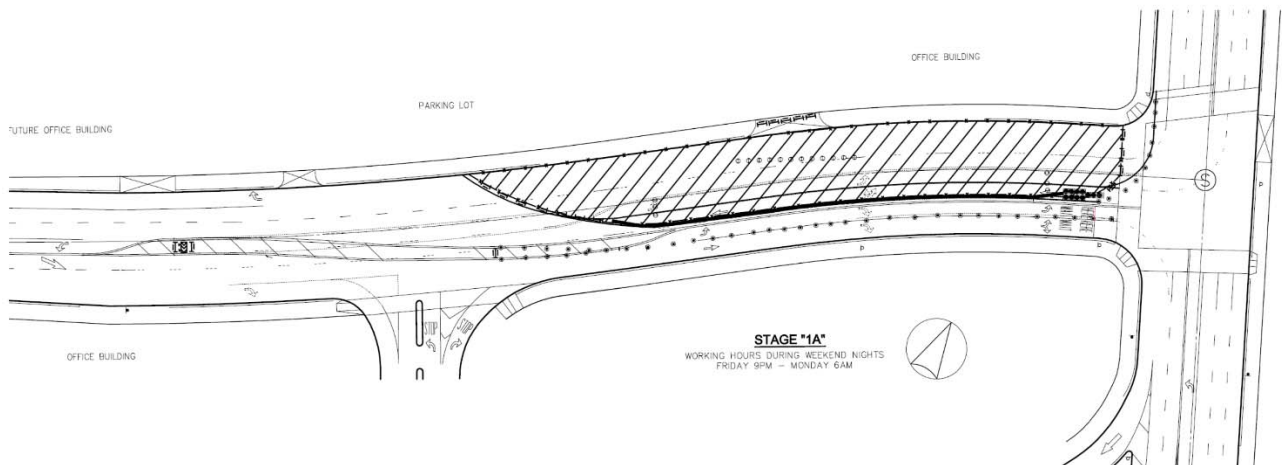 OFFICE BUILDING
PARKING LOT
FUTURE OFFICE BUILDING
S
STOP
STOP
OFFICE BUILDING
STAGE "1A"
WORKING HOURS DURING WEEKEND NIGHTS
FRIDAY 9PM – MONDAY 6AM